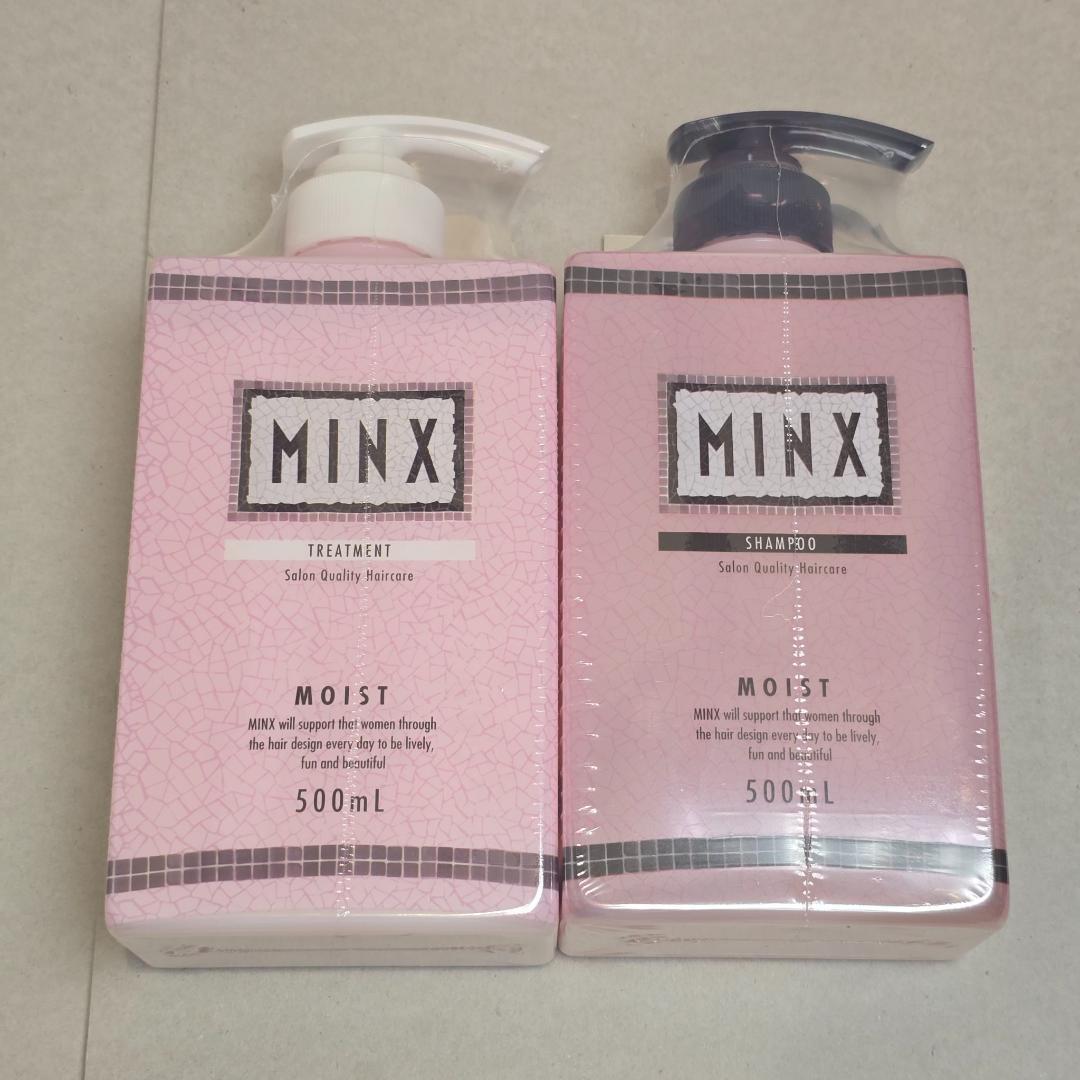 MINX
TREATMENT
Salon Quality Haircare
MOIST
MINX will support that women through
the hair design every day to be lively,
fun and beautiful
500mL
MINX
SHAMPOO
Salon Quality Haircare
MOIST
MINX will support that women through
the hair design every day to be lively,
fun and beautiful
500mL